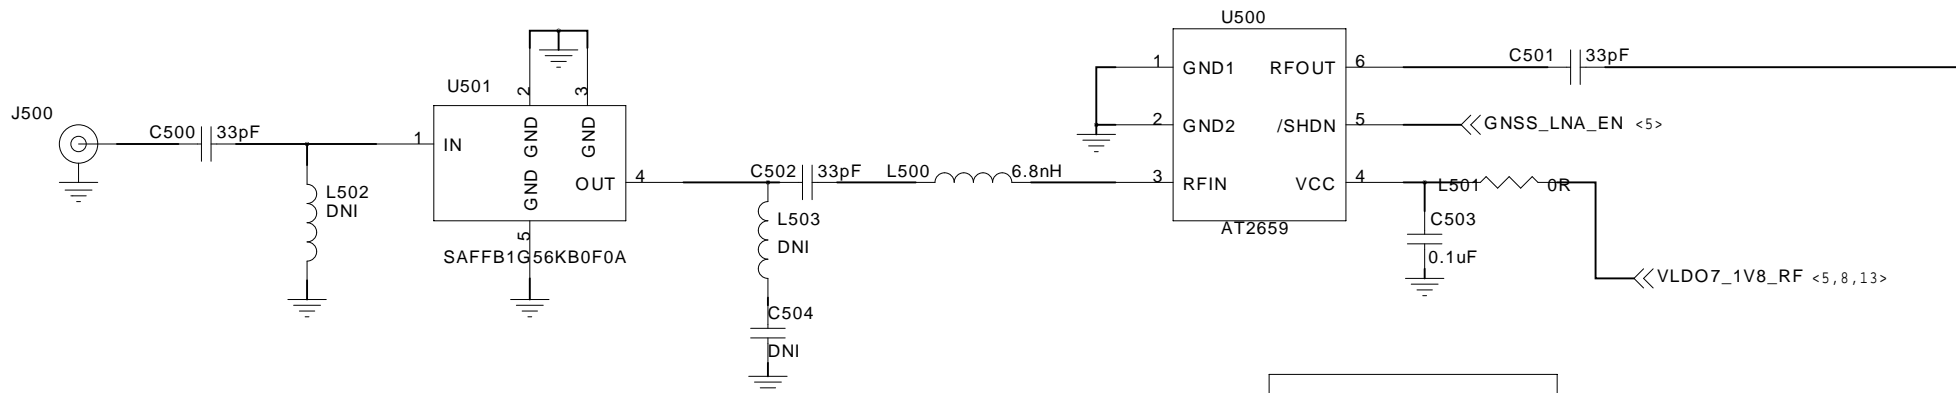 U500
1 GND1 RFOUT 6
C501 33pF
U501
2 3
J500
C500 33pF
1 IN
GND GND
GND
GND
OUT 4
5
SAFFB1G56KB0F0A
L502
DNI
2 GND2 /SHDN 5
GNSS_LNA_EN <5>
C502 33pF L500 6.8nH
3 RFIN VCC 4
L501 0R
L503
DNI
C503
0.1uF
AT2659
VLDO7_1V8_RF <5,8,13>
C504
DNI